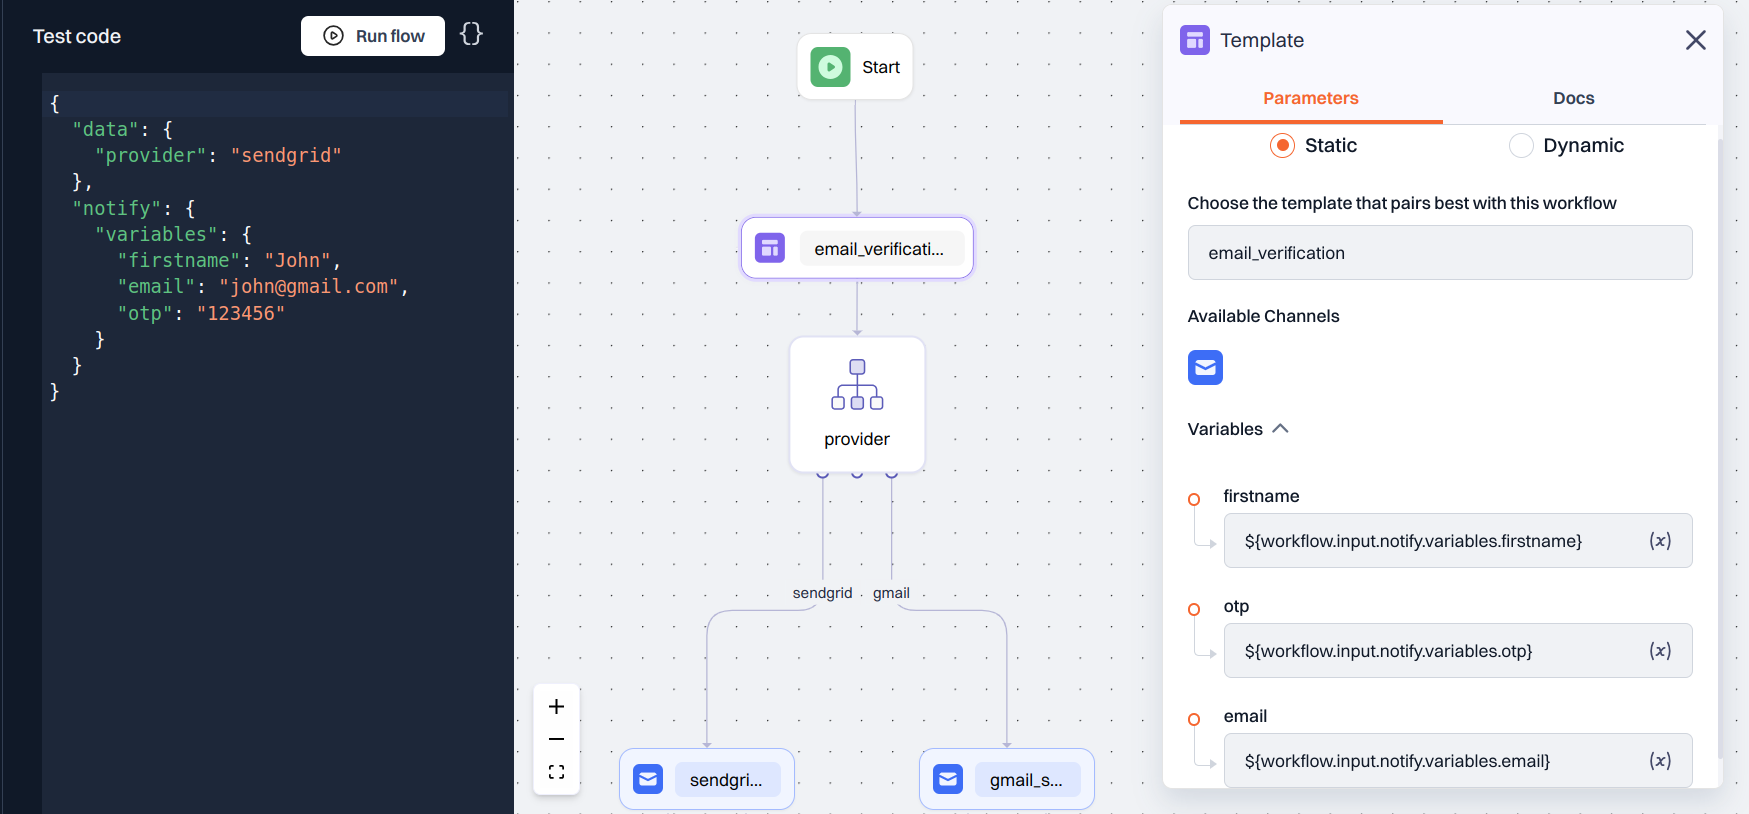 Test code
Run flow
{}
{
"data": {
"provider": "sendgrid"
},
"notify": {
"variables": {
"firstname": "John",
"email": "john@gmail.com",
"otp": "123456"
}
}
}
Start
email_verificati...
provider
sendgrid
gmail
sendgri...
gmail_s...
Template
Parameters
Docs
Static
Dynamic
Choose the template that pairs best with this workflow
email_verification
Available Channels
Variables
firstname
${workflow.input.notify.variables.firstname}
(x)
otp
${workflow.input.notify.variables.otp}
(x)
email
${workflow.input.notify.variables.email}
(x)